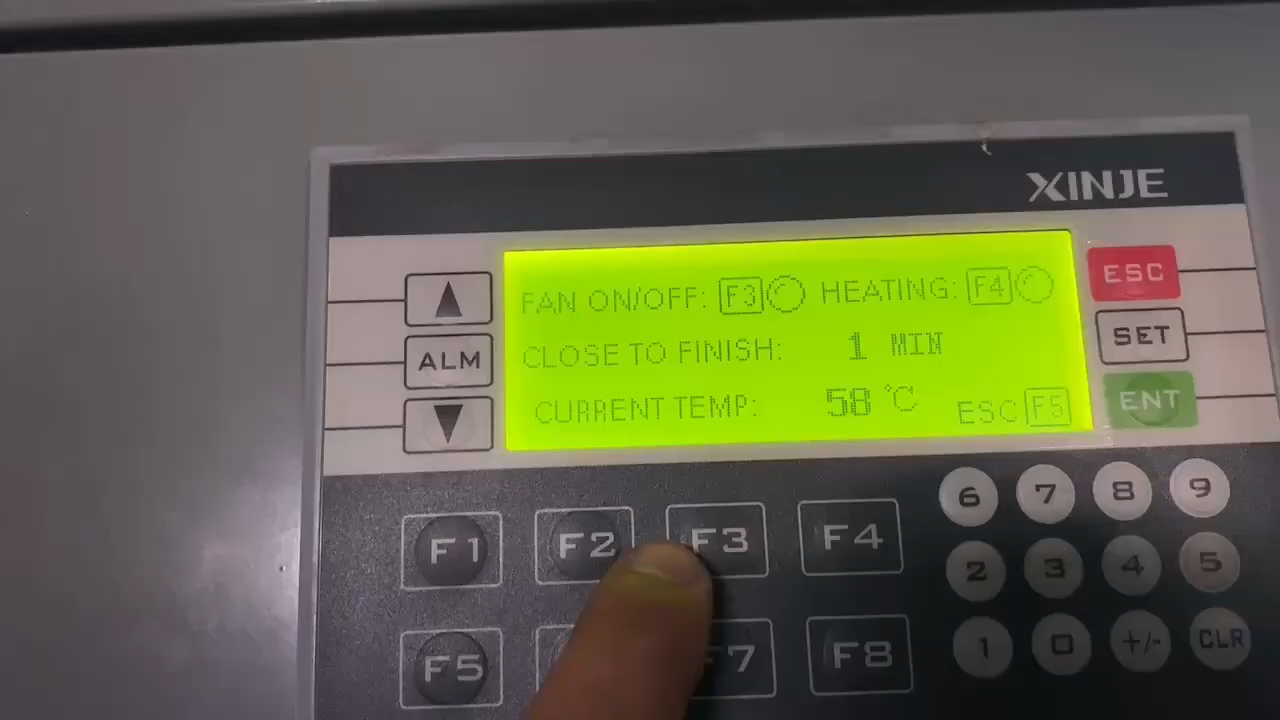 XINJE
FAN ON/OFF: F3 HEATING: F4
CLOSE TO FINISH: 1 MIN
CURRENT TEMP: 58 °C ESC F5
ALM
ESC
SET
ENT
F1 F2 F3 F4
F5 F7 F8
6 7 8 9
2 3 4 5
1 0 +/- CLR